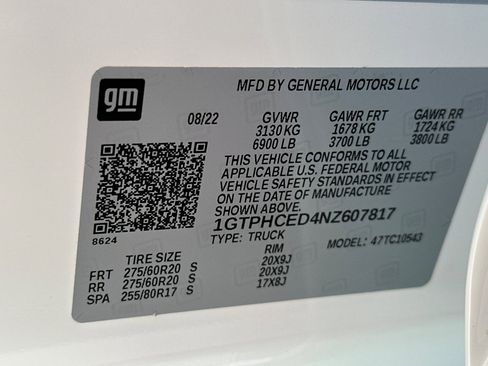 gm
MFD BY GENERAL MOTORS LLC
08/22 GVWR GAWR FRT GAWR RR
3130 KG 1678 KG 1724 KG
6900 LB 3700 LB 3800 LB
THIS VEHICLE CONFORMS TO ALL
APPLICABLE U.S. FEDERAL MOTOR
VEHICLE SAFETY STANDARDS IN EFFECT
ON THE DATE OF MANUFACTURE
SHOWN ABOVE.
1GTPHCED4NZ607817
8624
TYPE: TRUCK MODEL: 47TC10543
TIRE SIZE RIM
FRT 275/60R20 S 20X9J
RR 275/60R20 S 20X9J
SPA 255/80R17 S 17X8J